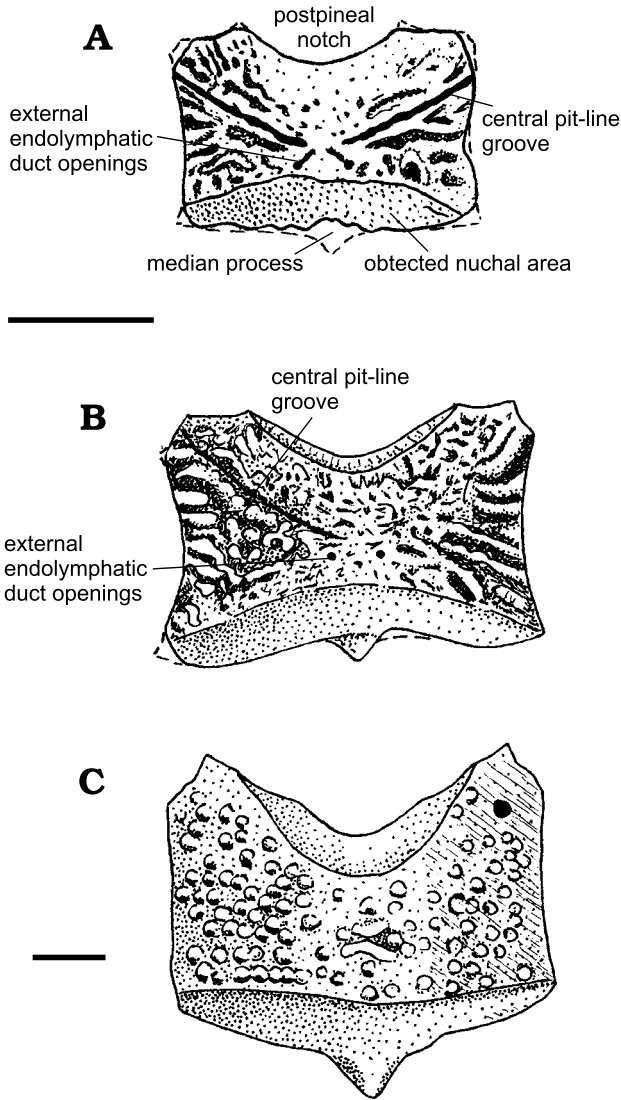 A
postpineal
notch
external
endolymphatic
duct openings
central pit-line
groove
median process
obtected nuchal area
B
central pit-line
groove
external
endolymphatic
duct openings
C